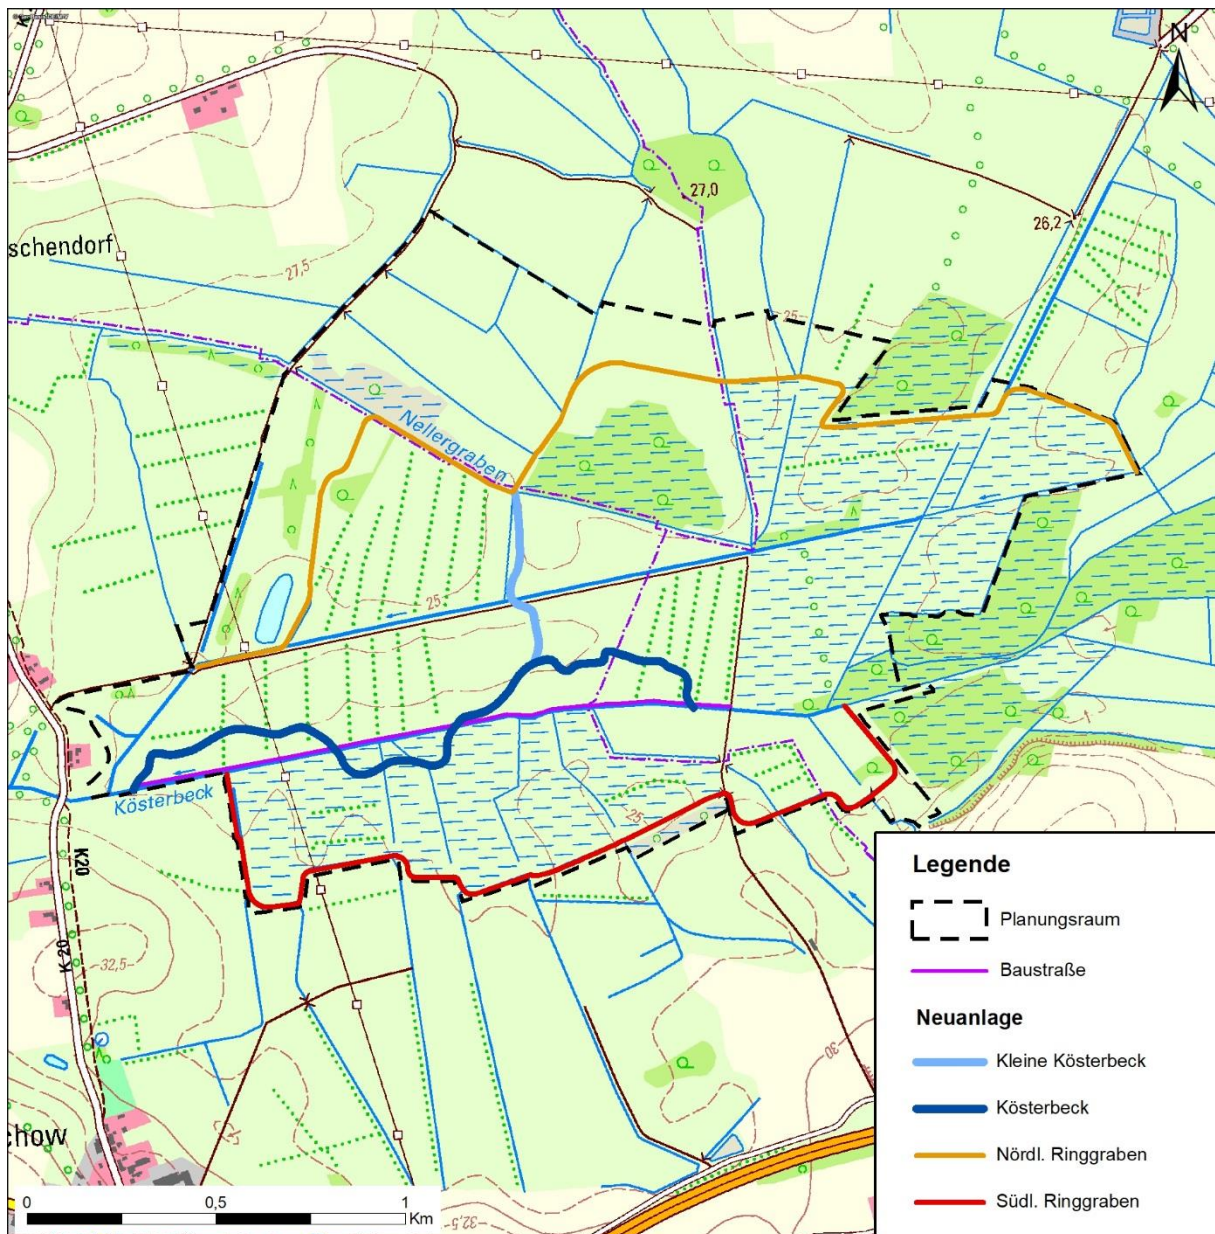 N
27,0
26,2
schendorf
27,5
25
Nellergraben
25
Kösterbeck
25
K20
K 20
32,5
30
chow
32,5
0 0,5 1 Km
Legende
Planungsraum
Baustraße
Neuanlage
Kleine Kösterbeck
Kösterbeck
Nördl. Ringgraben
Südl. Ringgraben